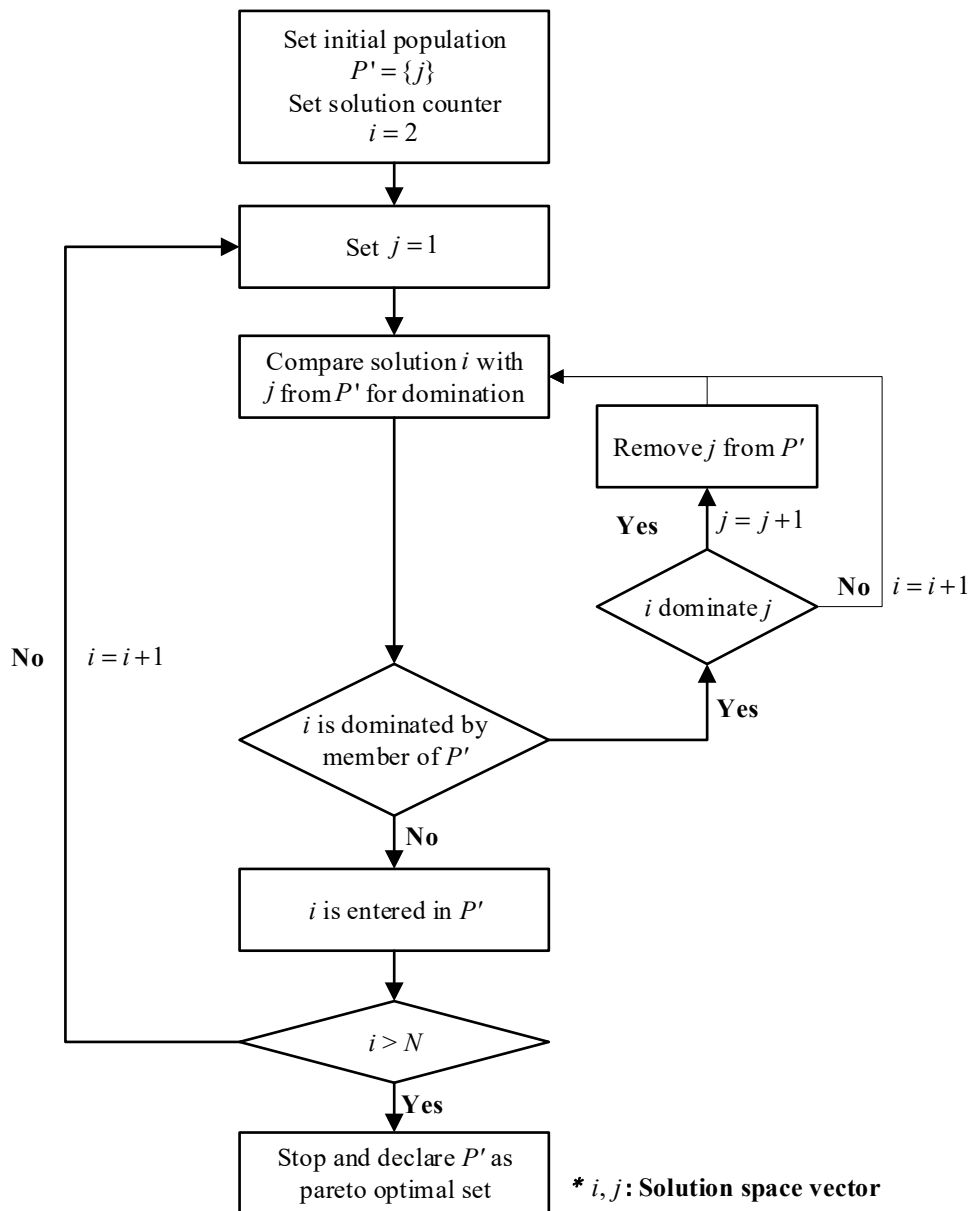 Set initial population
P' = {j}
Set solution counter
i = 2
Set j = 1
Compare solution i with
j from P' for domination
Remove j from P′
Yes
j = j +1
i dominate j
No
i = i +1
No
i = i +1
i is dominated by
member of P′
Yes
No
i is entered in P′
i > N
Yes
Stop and declare P′ as
pareto optimal set
* i, j : Solution space vector